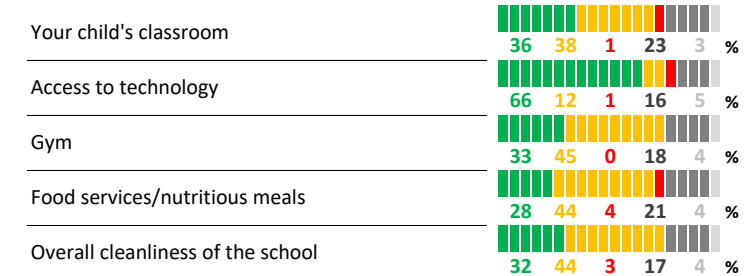 Your child's classroom
36 38 1 23 3 %
Access to technology
66 12 1 16 5 %
Gym
33 45 0 18 4 %
Food services/nutritious meals
28 44 4 21 4 %
Overall cleanliness of the school
32 44 3 17 4 %